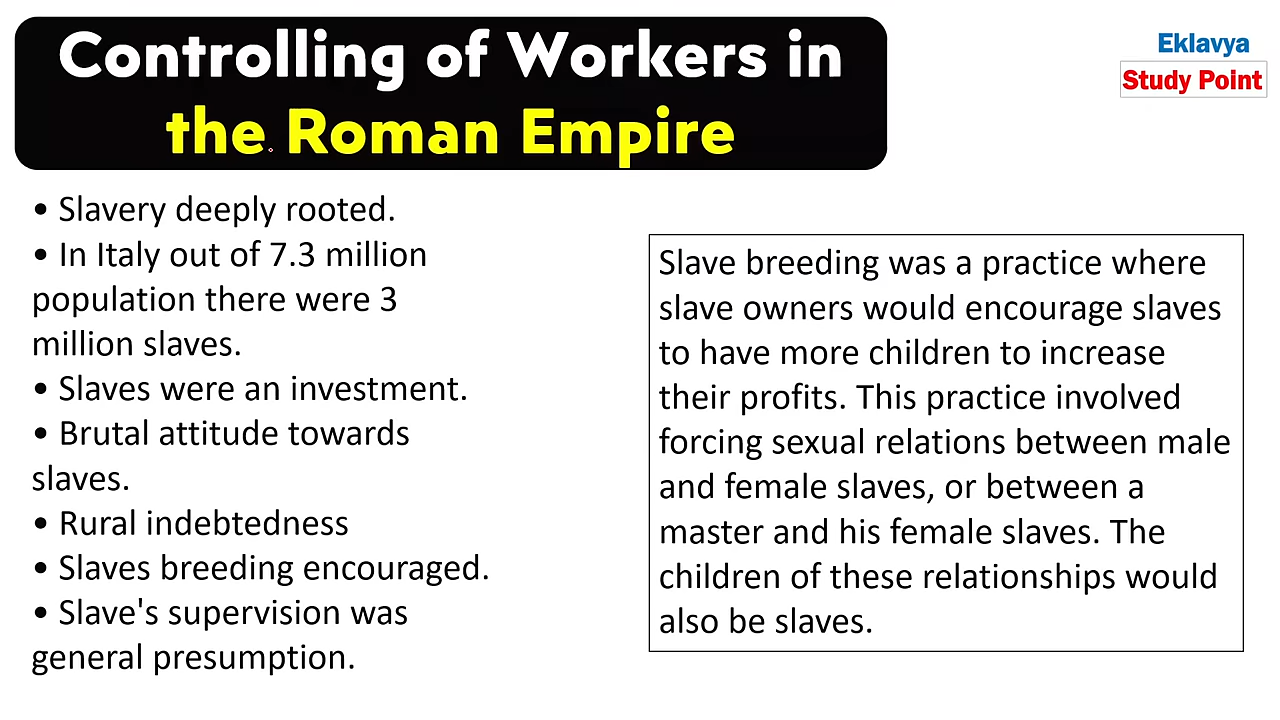 Controlling of Workers in
the Roman Empire
Eklavya
Study Point
• Slavery deeply rooted.
• In Italy out of 7.3 million
population there were 3
million slaves.
• Slaves were an investment.
• Brutal attitude towards
slaves.
• Rural indebtedness
• Slaves breeding encouraged.
• Slave's supervision was
general presumption.
Slave breeding was a practice where
slave owners would encourage slaves
to have more children to increase
their profits. This practice involved
forcing sexual relations between male
and female slaves, or between a
master and his female slaves. The
children of these relationships would
also be slaves.